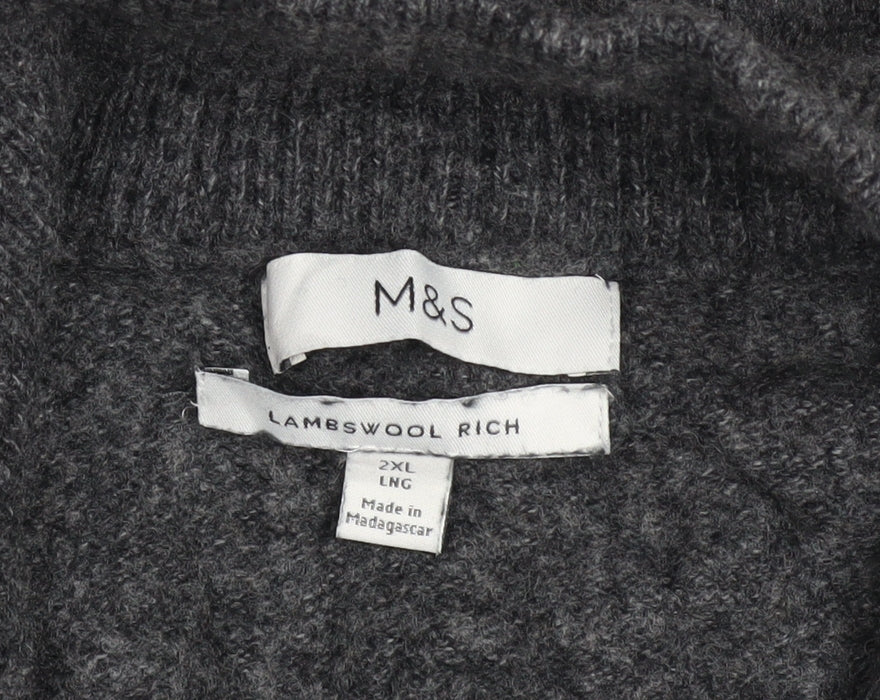 M&S
LAMBSWOOL RICH
2XL
LNG
Made in
Madagascar